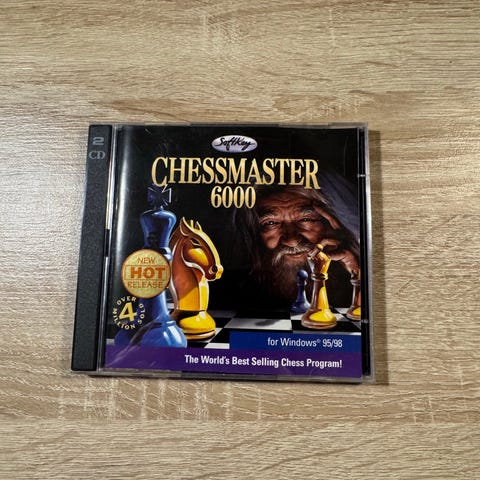 2
CD
SoftKey
CHESSMASTER
6000
NEW
HOT
RELEASE
OVER
4
MILLION SOLD
for Windows® 95/98
The World's Best Selling Chess Program!